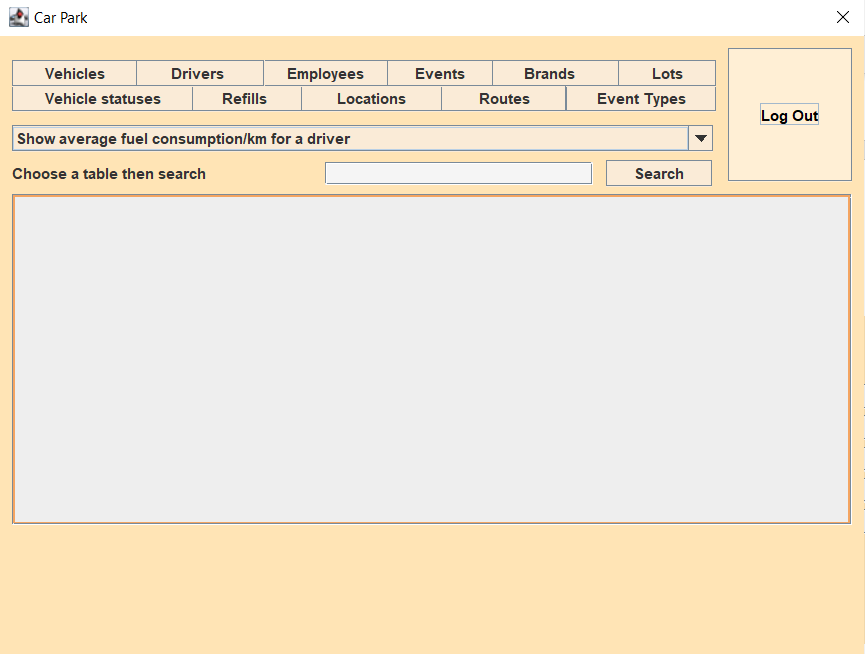 Car Park
Vehicles Drivers Employees Events Brands Lots
Vehicle statuses Refills Locations Routes Event Types
Log Out
Show average fuel consumption/km for a driver
Choose a table then search Search